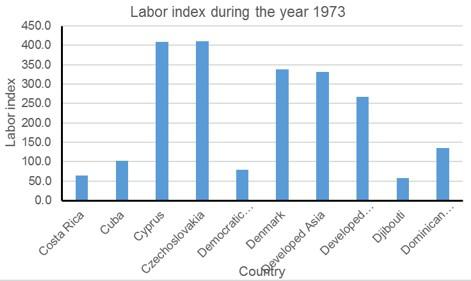 Labor index during the year 1973
Labor index
450.0
400.0
350.0
300.0
250.0
200.0
150.0
100.0
50.0
0.0
Costa Rica
Cuba
Cyprus
Czechoslovakia
Democratic...
Denmark
Developed Asia
Developed...
Djibouti
Dominican...
Country